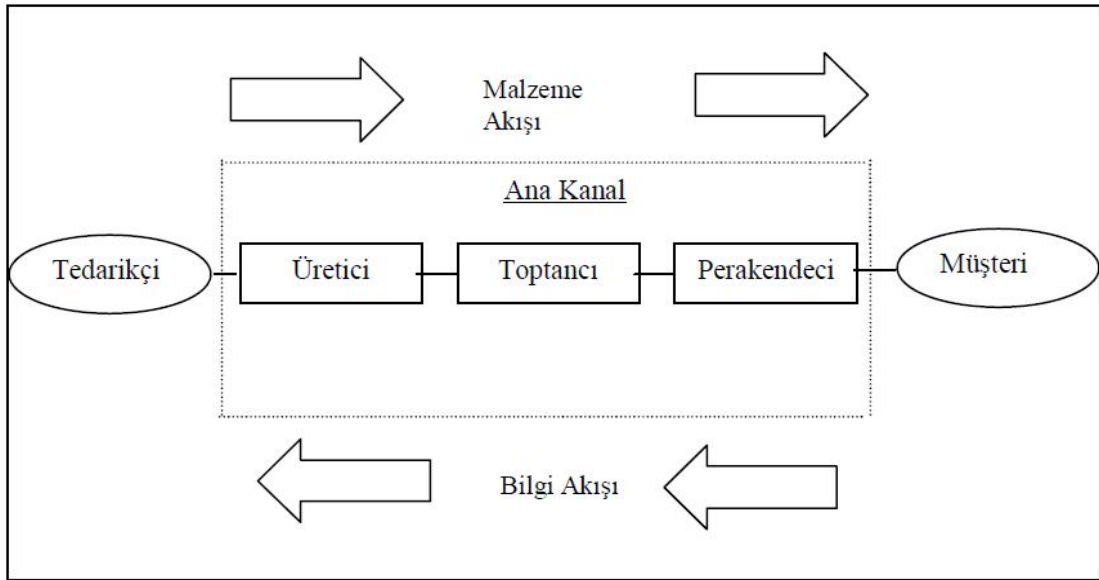 Malzeme
Akışı
Ana Kanal
Tedarikçi
Üretici
Toptancı
Perakendeci
Müşteri
Bilgi Akışı